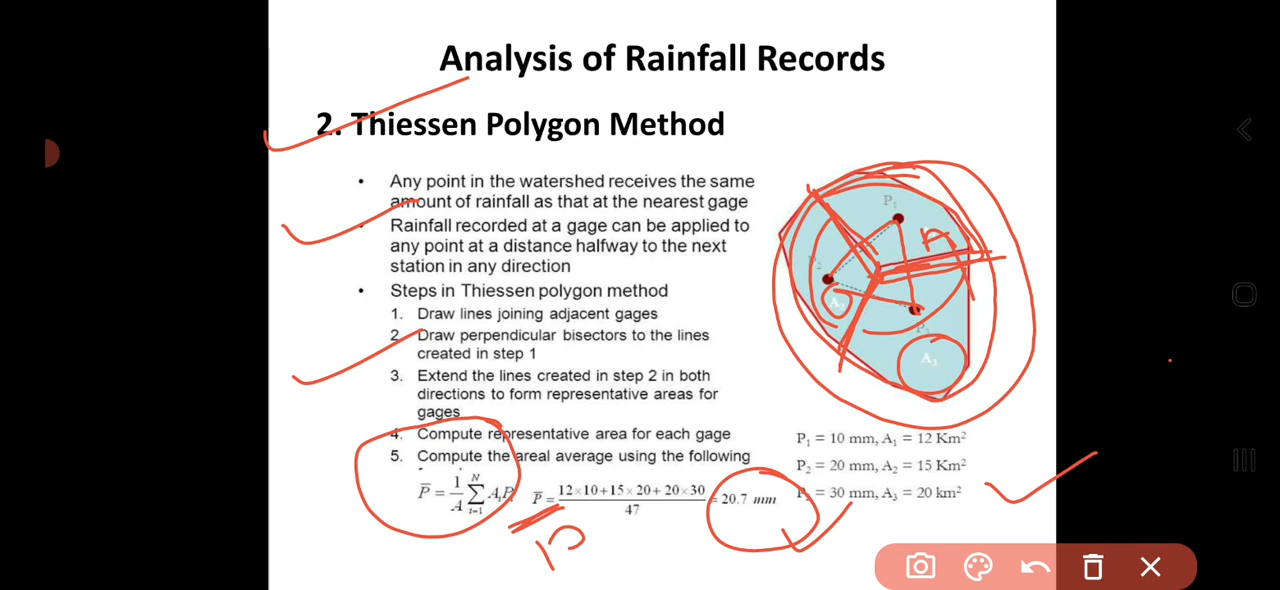 Analysis of Rainfall Records
2. Thiessen Polygon Method
• Any point in the watershed receives the same
amount of rainfall as that at the nearest gage
• Rainfall recorded at a gage can be applied to
any point at a distance halfway to the next
station in any direction
• Steps in Thiessen polygon method
1. Draw lines joining adjacent gages
2. Draw perpendicular bisectors to the lines
created in step 1
3. Extend the lines created in step 2 in both
directions to form representative areas for
gages
4. Compute representative area for each gage
5. Compute the areal average using the following
P̄ = 1/A Σ_{i=1}^{N} AᵢPᵢ
P̄ = (12×10+15×20+20×30)/47 = 20.7 mm
P₁
A₃
P₁ = 10 mm, A₁ = 12 Km²
P₂ = 20 mm, A₂ = 15 Km²
P₃ = 30 mm, A₃ = 20 km²